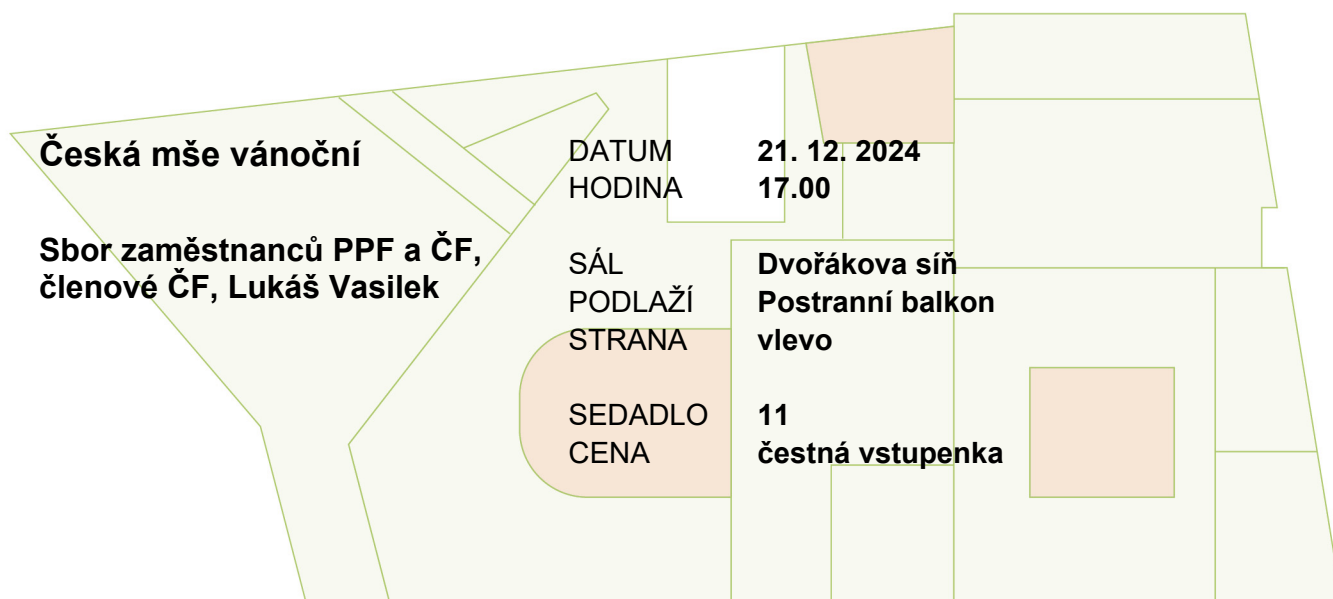 Česká mše vánoční
Sbor zaměstnanců PPF a ČF,
členové ČF, Lukáš Vasilek
DATUM 21. 12. 2024
HODINA 17.00
SÁL Dvořákova síň
PODLAŽÍ Postranní balkon
STRANA vlevo
SEDADLO 11
CENA čestná vstupenka